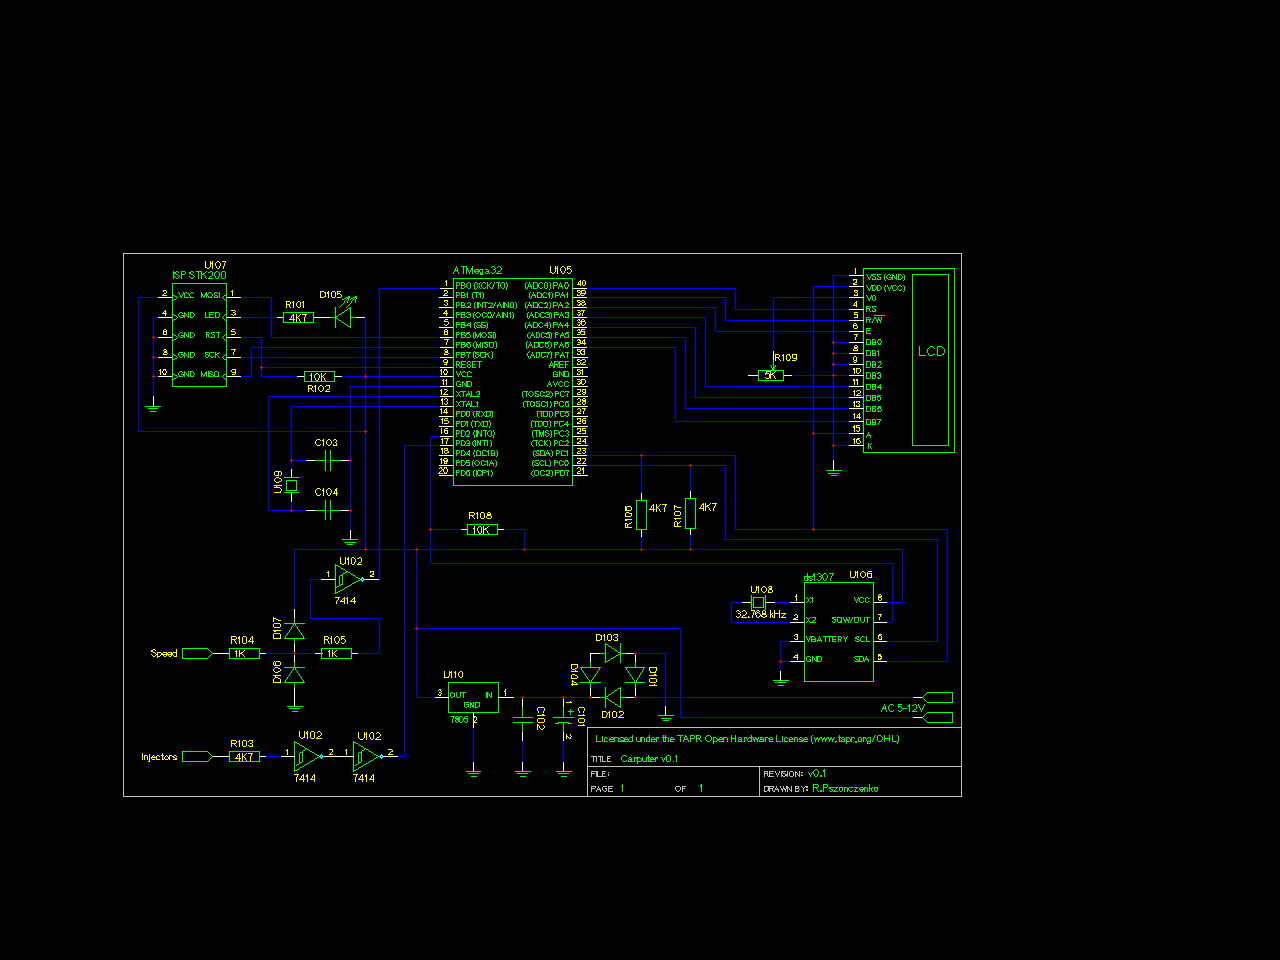 U107
ISP STK200
2 VCC MOSI 1
4 GND LED 3
6 GND RST 5
8 GND SCK 7
10 GND MISO 9
R101
4K7
D105
10K
R102
ATMega32 U105
1 PB0 (XCK/T0) (ADC0) PA0 40
2 PB1 (T1) (ADC1) PA1 39
3 PB2 (INT2/AIN0) (ADC2) PA2 38
4 PB3 (OC0/AIN1) (ADC3) PA3 37
5 PB4 (SS) (ADC4) PA4 36
6 PB5 (MOSI) (ADC5) PA5 35
7 PB6 (MISO) (ADC6) PA6 34
8 PB7 (SCK) (ADC7) PA7 33
9 RESET AREF 32
10 VCC GND 31
11 GND AVCC 30
12 XTAL2 (TOSC2) PC7 29
13 XTAL1 (TOSC1) PC6 28
14 PD0 (RXD) (TDI) PC5 27
15 PD1 (TXD) (TDO) PC4 26
16 PD2 (INT0) (TMS) PC3 25
17 PD3 (INT1) (TCK) PC2 24
18 PD4 (OC1B) (SDA) PC1 23
19 PD5 (OC1A) (SCL) PC0 22
20 PD6 (ICP1) (OC2) PD7 21
R109
5K
1 VSS (GND)
2 VDD (VCC)
3 V0
4 RS
5 R/W
6 E
7 DB0
8 DB1
9 DB2
10 DB3
11 DB4
12 DB5
13 DB6
14 DB7
15 A
16 K
LCD
C103
U109
C104
R108
10K
R106
4K7
R107
4K7
U102
1 2
7414
D107
Speed
R104
1K
R105
1K
D106
Injectors
R103
4K7
U102
1 2
7414
U102
1 2
7414
U110
3 OUT IN 1
GND
7805 2
C102
1 +
C101
2
D103
D104
D101
D102
U108
32.768 kHz
ds1307 U106
1 X1 VCC 8
2 X2 SQW/OUT 7
3 VBATTERY SCL 6
4 GND SDA 5
AC 5-12V
Licensed under the TAPR Open Hardware License (www.tapr.org/OHL)
TITLE Carputer v0.1
FILE: REVISION: v0.1
PAGE 1 OF 1 DRAWN BY: R.Pszonczenko